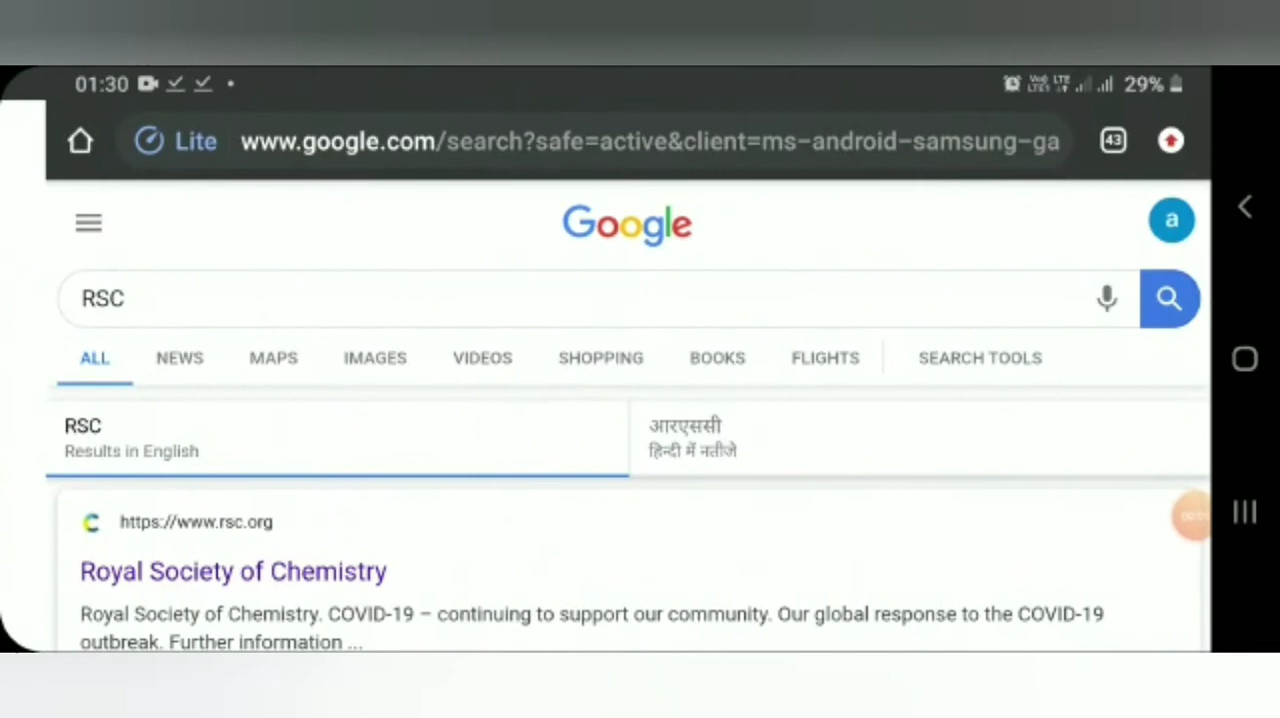 01:30
29%
Lite www.google.com/search?safe=active&client=ms-android-samsung-ga
43
Google
a
RSC
ALL NEWS MAPS IMAGES VIDEOS SHOPPING BOOKS FLIGHTS SEARCH TOOLS
RSC
Results in English
आरएससी
हिन्दी में नतीजे
https://www.rsc.org
Royal Society of Chemistry
Royal Society of Chemistry. COVID-19 – continuing to support our community. Our global response to the COVID-19
outbreak. Further information ...